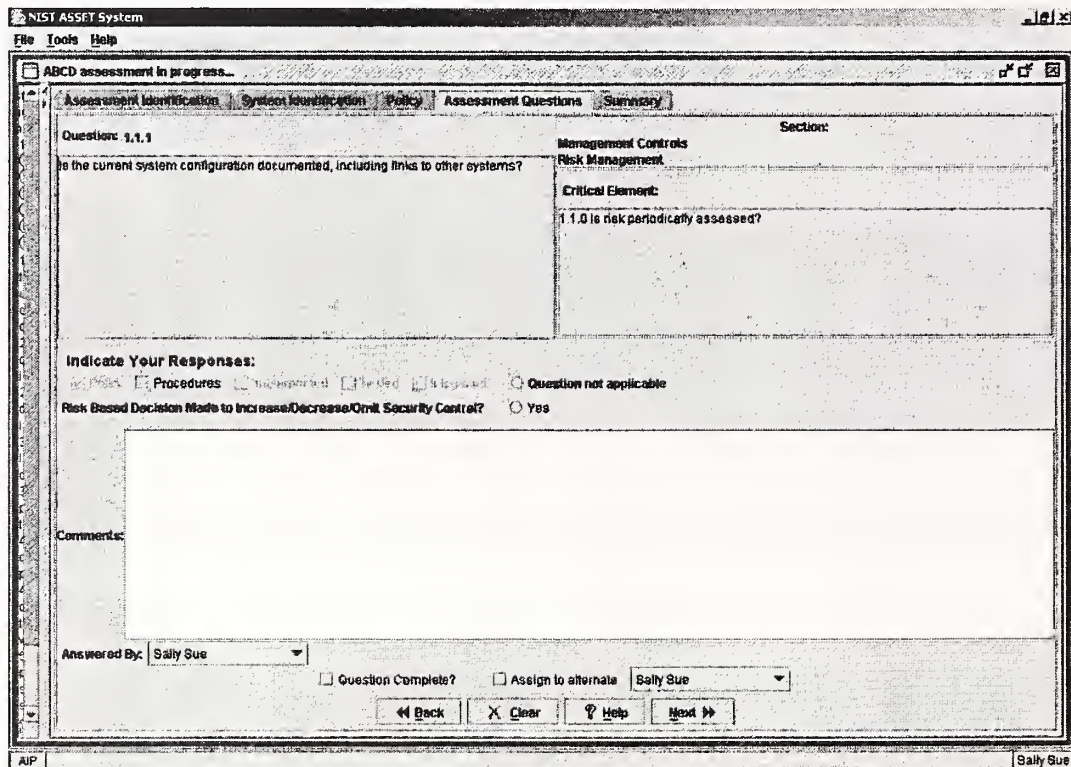 NIST ASSET System
File Tools Help
ABCD assessment in progress...
Assessment Identification System Identification Policy Assessment Questions Summary
Question: 1.1.1
Is the current system configuration documented, including links to other systems?
Section:
Management Controls
Risk Management
Critical Element:
1.1.0 Is risk periodically assessed?
Indicate Your Responses:
Policy Procedures Implemented Tested Integrated Question not applicable
Risk Based Decision Made to Increase/Decrease/Omit Security Control? Yes
Comments:
Answered By: Sally Sue
Question Complete? Assign to alternate Sally Sue
Back Clear Help Next
AIP Sally Sue